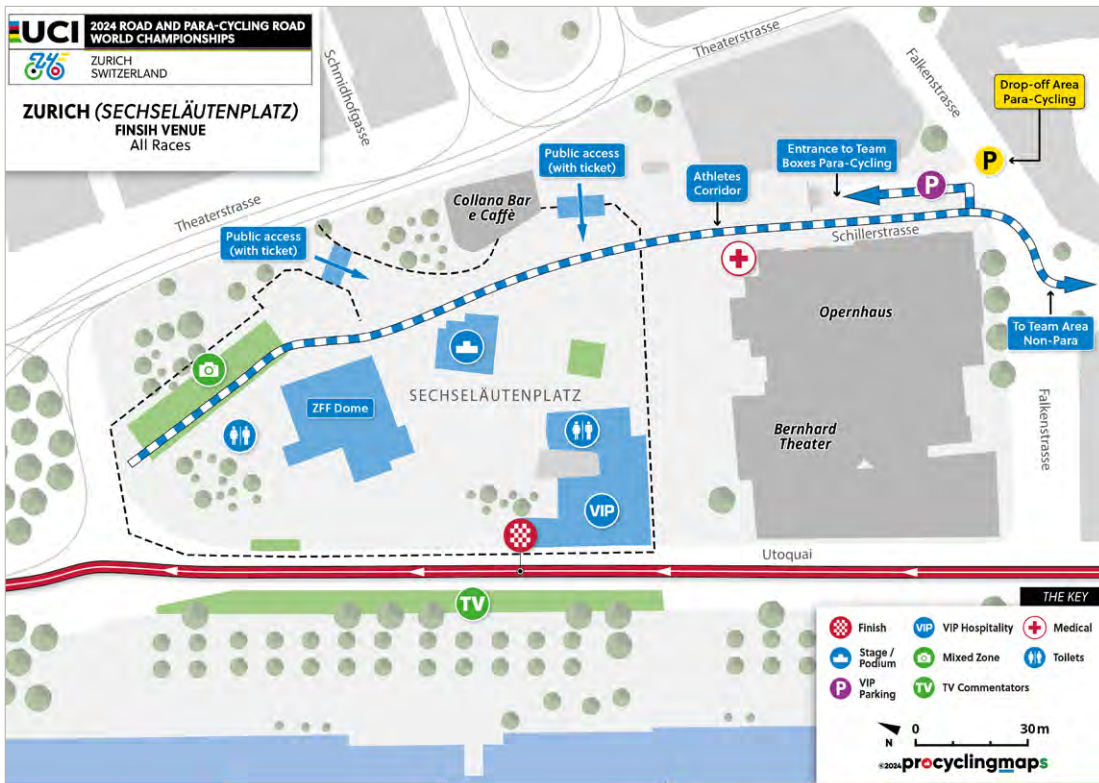 UCI
2024 ROAD AND PARA-CYCLING ROAD
WORLD CHAMPIONSHIPS
ZURICH
SWITZERLAND
ZURICH (SECHSELÄUTENPLATZ)
FINSIH VENUE
All Races
Schmidhofgasse
Theaterstrasse
Falkenstrasse
Drop-off Area
Para-Cycling
P
Public access
(with ticket)
Entrance to Team
Boxes Para-Cycling
P
Athletes
Corridor
Collana Bar
e Caffè
Theaterstrasse
Public access
(with ticket)
Schillerstrasse
Opernhaus
To Team Area
Non-Para
SECHSELÄUTENPLATZ
ZFF Dome
Bernhard
Theater
Falkenstrasse
VIP
Utoquai
TV
THE KEY
Finish
VIP
VIP Hospitality
Medical
Stage /
Podium
Mixed Zone
Toilets
P
VIP
Parking
TV
TV Commentators
N
0
30 m
©2024 procyclingmaps